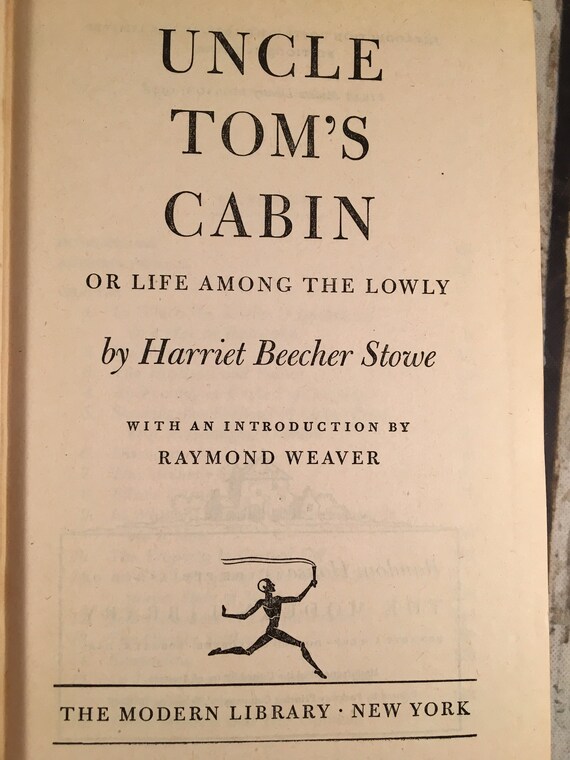 UNCLE
TOM'S
CABIN
OR LIFE AMONG THE LOWLY
by Harriet Beecher Stowe
WITH AN INTRODUCTION BY
RAYMOND WEAVER
THE MODERN LIBRARY · NEW YORK